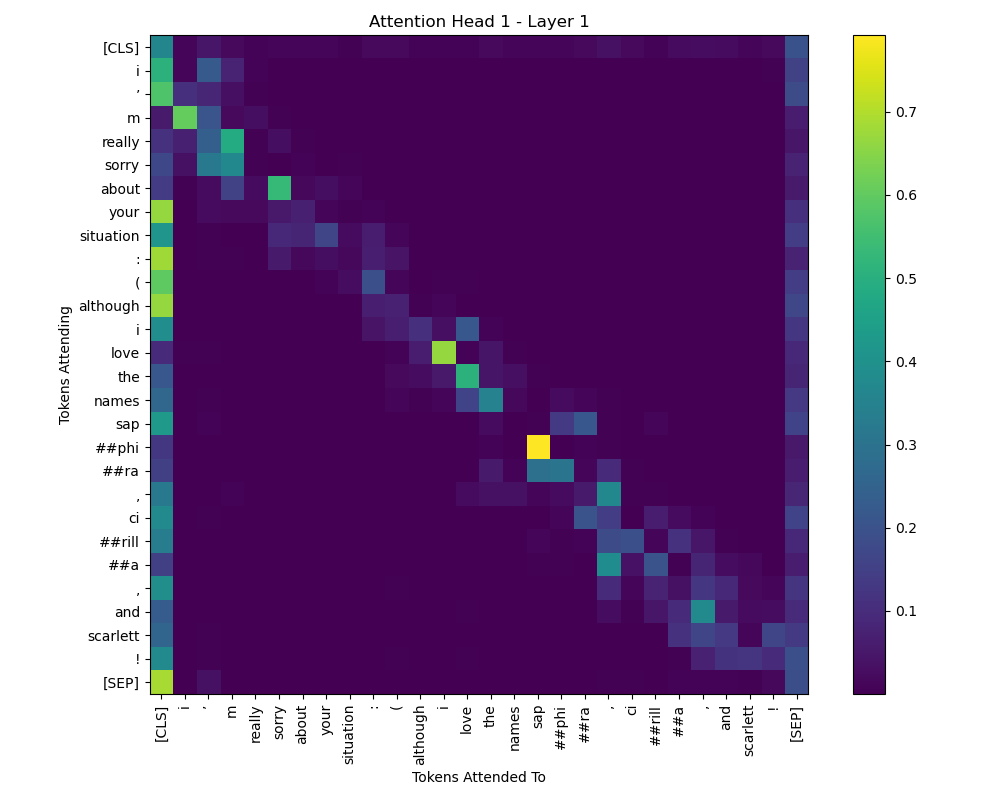 Attention Head 1 - Layer 1
Tokens Attending
[CLS]
i
’
m
really
sorry
about
your
situation
:
(
although
i
love
the
names
sap
##phi
##ra
,
ci
##rill
##a
,
and
scarlett
!
[SEP]
[CLS]
i
’
m
really
sorry
about
your
situation
:
(
although
i
love
the
names
sap
##phi
##ra
,
ci
##rill
##a
,
and
scarlett
!
[SEP]
Tokens Attended To
0.7
0.6
0.5
0.4
0.3
0.2
0.1